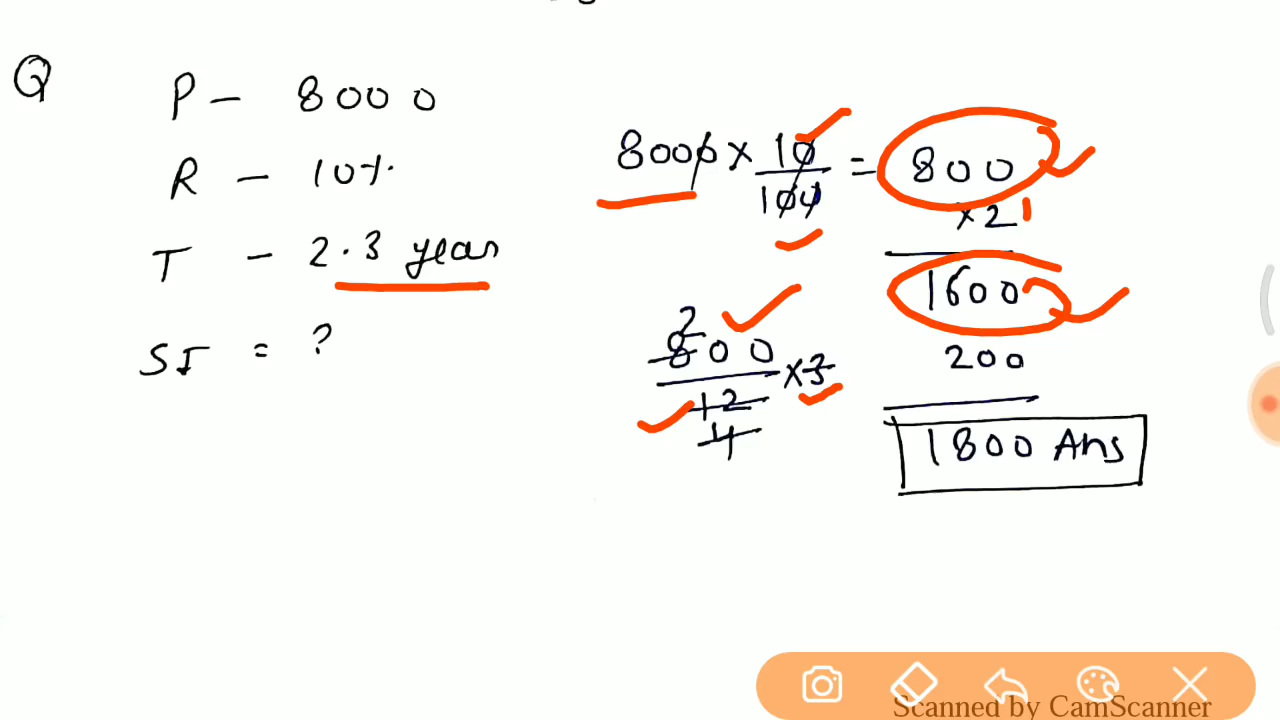 Q
P - 8000
R - 10%
T - 2.3 year
SI = ?
8000 × 10/100 = 800
× 2
1600
200
1800 Ans
2
800/12 × 3
4
Scanned by CamScanner